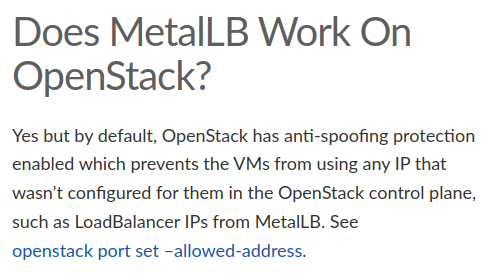 Does MetalLB Work On
OpenStack?
Yes but by default, OpenStack has anti-spoofing protection
enabled which prevents the VMs from using any IP that
wasn’t configured for them in the OpenStack control plane,
such as LoadBalancer IPs from MetalLB. See
openstack port set –allowed-address.